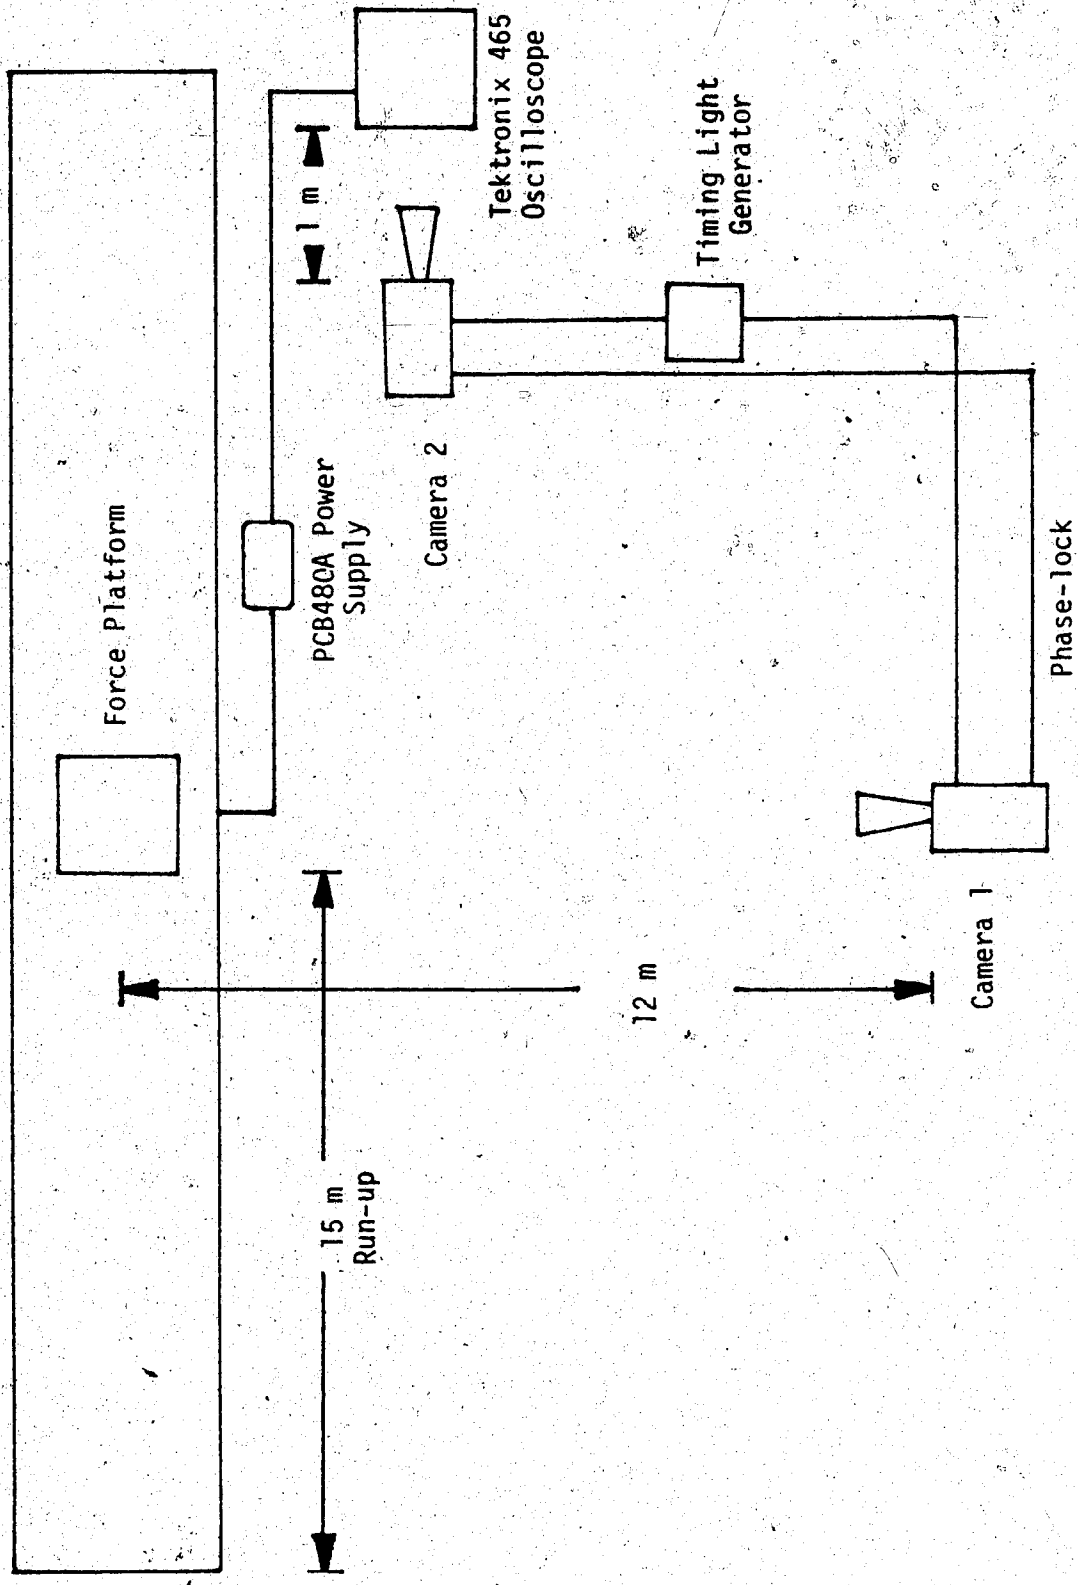 Force Platform
PCB480A Power
Supply
1 m
Tektronix 465
Oscilloscope
Camera 2
Timing Light
Generator
15 m
Run-up
12 m
Camera 1
Phase-lock